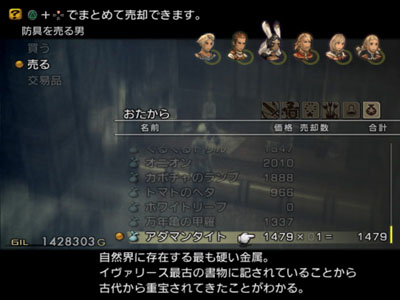 ?●+✥でまとめて売却できます。
防具を売る男
買う
売る
交易品
おたから
名前 価格 売却数 合計
1047
オニオン 2010
カボチャのランプ 1888
トマトのヘタ 966
ホワイトリーフ 0
万年亀の甲羅 1337
アダマンタイト 1479×01= 1479
GIL 1428303G
自然界に存在する最も硬い金属。
イヴァリース最古の書物に記されていることから
古代から重宝されてきたことがわかる。